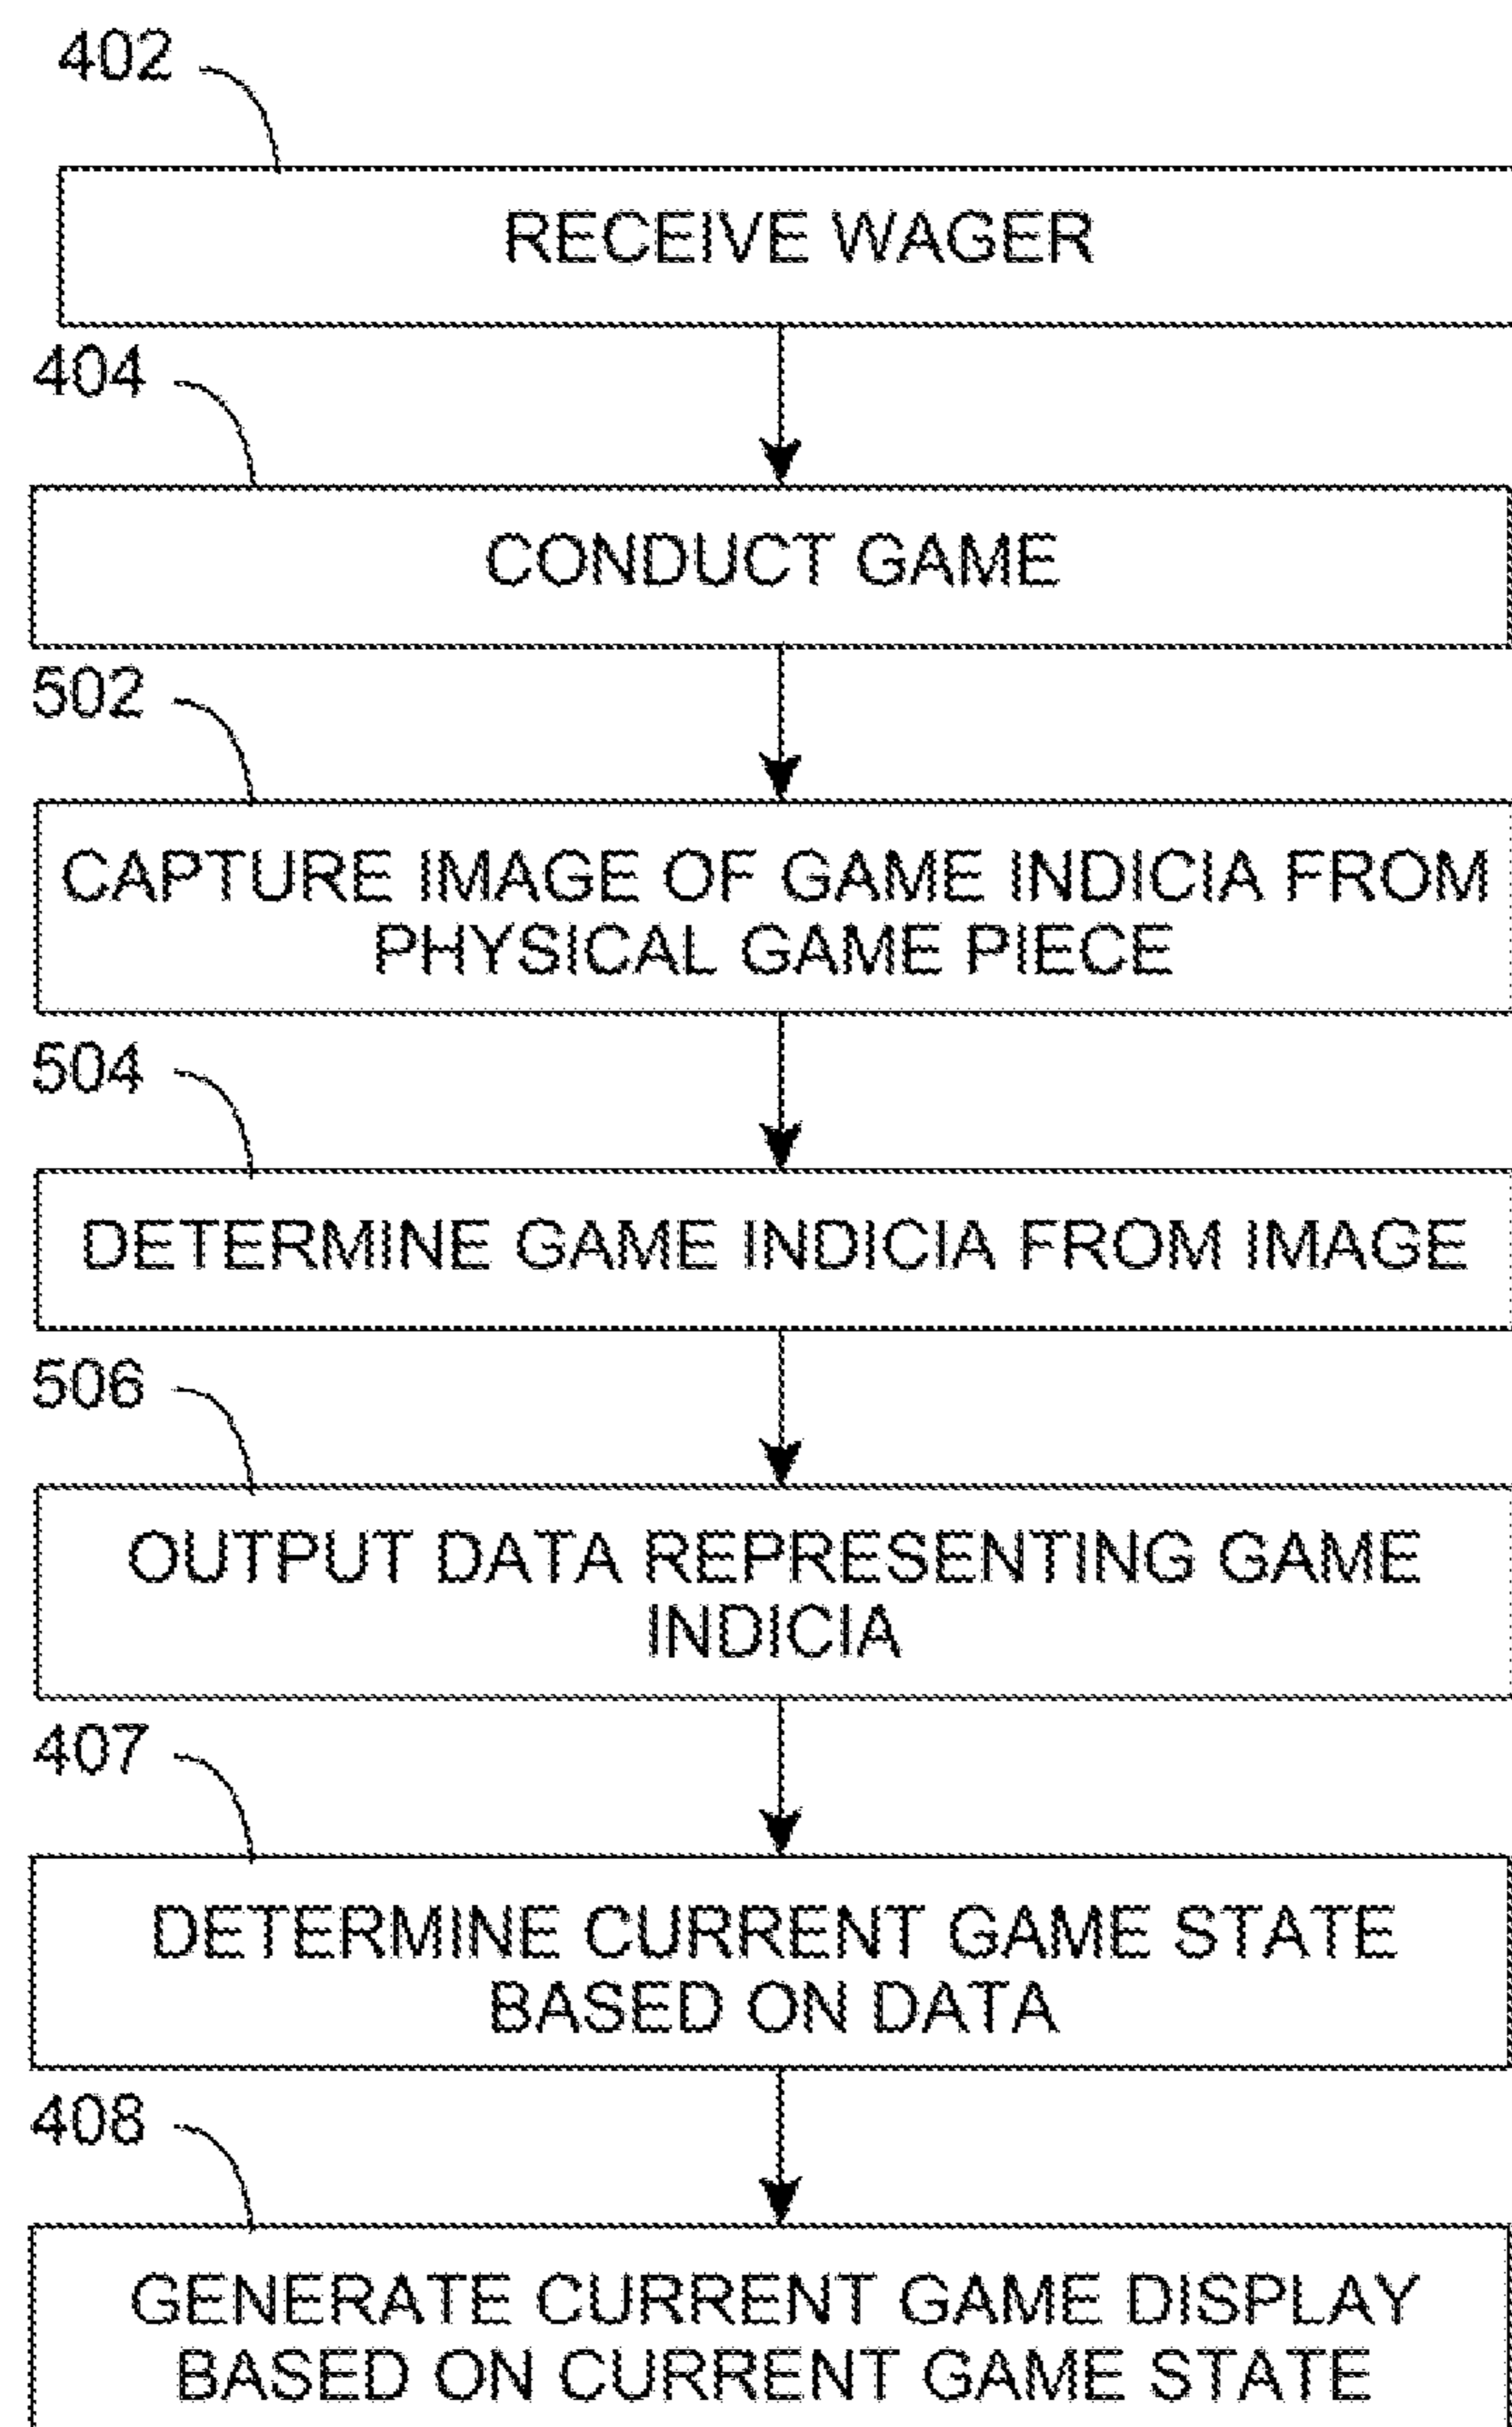 402
RECEIVE WAGER
404
CONDUCT GAME
502
CAPTURE IMAGE OF GAME INDICIA FROM
PHYSICAL GAME PIECE
504
DETERMINE GAME INDICIA FROM IMAGE
506
OUTPUT DATA REPRESENTING GAME
INDICIA
407
DETERMINE CURRENT GAME STATE
BASED ON DATA
408
GENERATE CURRENT GAME DISPLAY
BASED ON CURRENT GAME STATE